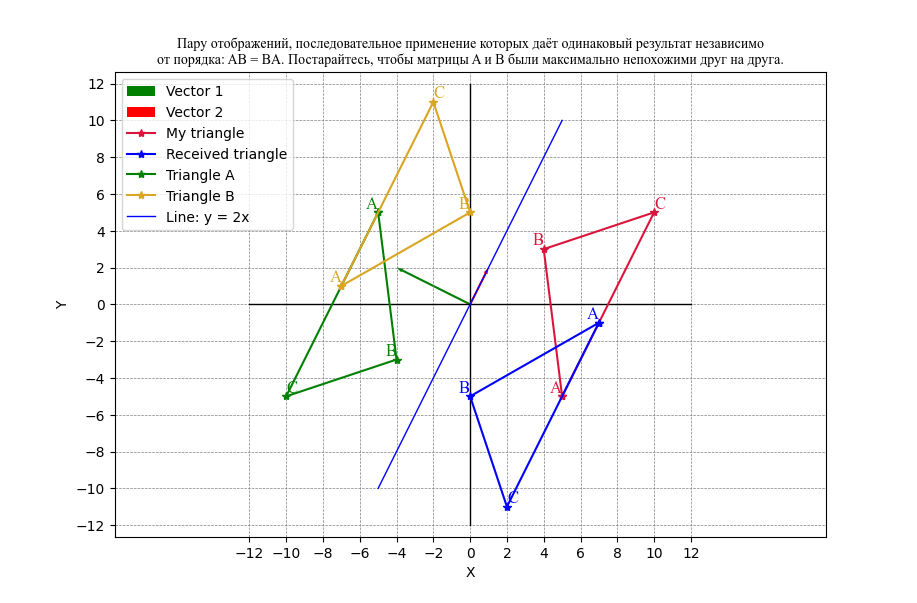 Пару отображений, последовательное применение которых даёт одинаковый результат независимо
от порядка: AB = BA. Постарайтесь, чтобы матрицы A и B были максимально непохожими друг на друга.
Vector 1
Vector 2
My triangle
Received triangle
Triangle A
Triangle B
Line: y = 2x
12
10
8
6
4
2
0
−2
−4
−6
−8
−10
−12
Y
C
A
B
A
B
C
C
B
A
A
B
C
−12 −10 −8 −6 −4 −2 0 2 4 6 8 10 12
X